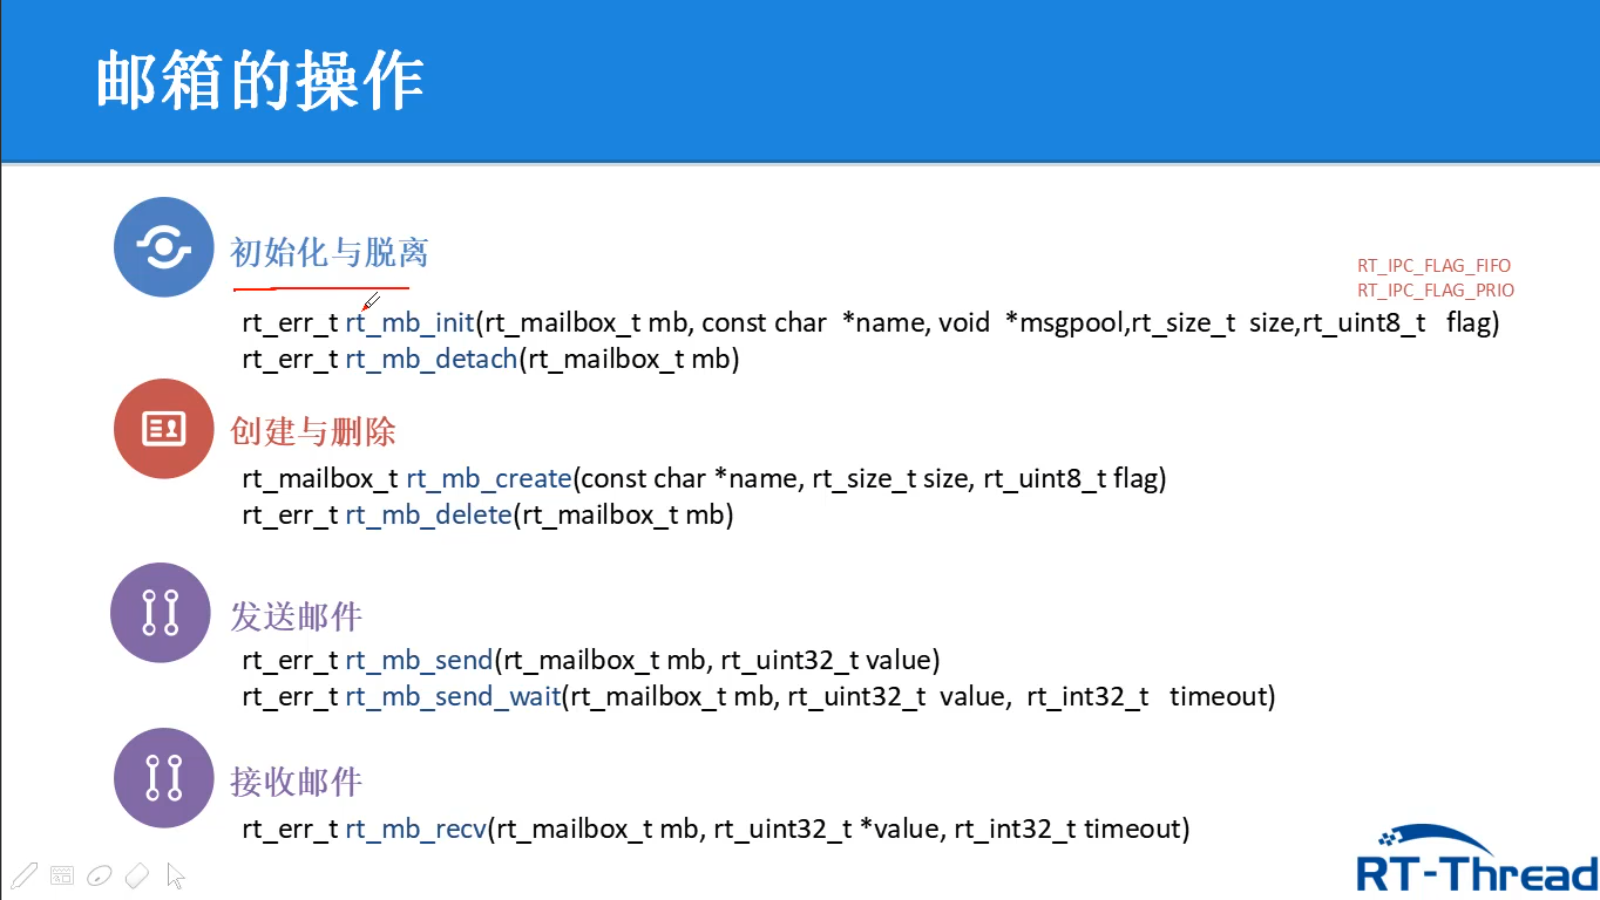 邮箱的操作
初始化与脱离
RT_IPC_FLAG_FIFO
RT_IPC_FLAG_PRIO
rt_err_t rt_mb_init(rt_mailbox_t mb, const char *name, void *msgpool,rt_size_t size,rt_uint8_t flag)
rt_err_t rt_mb_detach(rt_mailbox_t mb)
创建与删除
rt_mailbox_t rt_mb_create(const char *name, rt_size_t size, rt_uint8_t flag)
rt_err_t rt_mb_delete(rt_mailbox_t mb)
发送邮件
rt_err_t rt_mb_send(rt_mailbox_t mb, rt_uint32_t value)
rt_err_t rt_mb_send_wait(rt_mailbox_t mb, rt_uint32_t value, rt_int32_t timeout)
接收邮件
rt_err_t rt_mb_recv(rt_mailbox_t mb, rt_uint32_t *value, rt_int32_t timeout)
RT-Thread